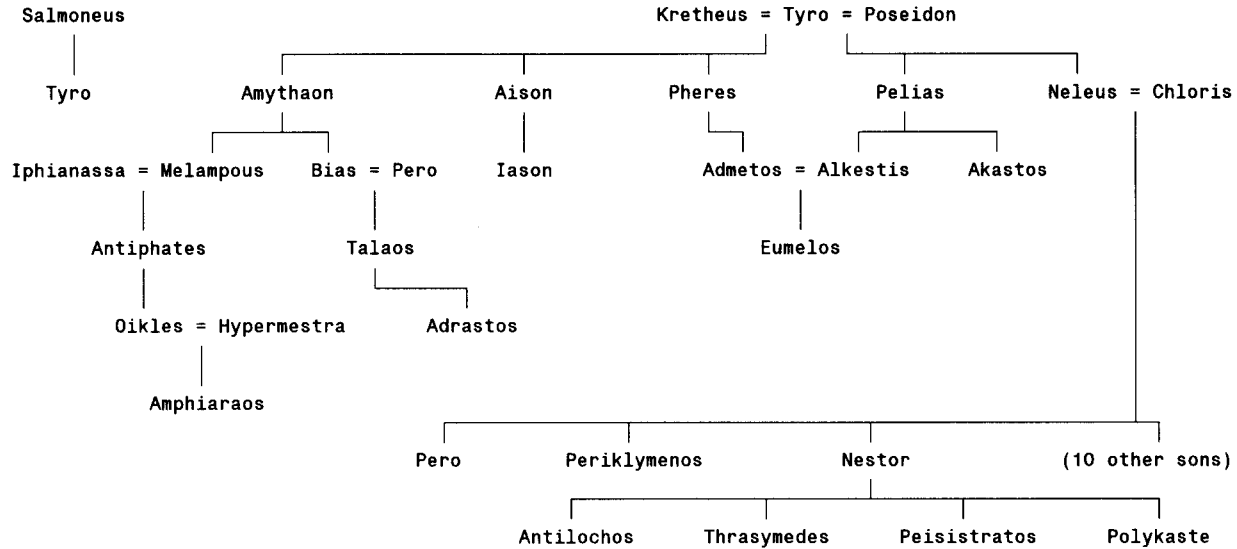 Salmoneus Kretheus = Tyro = Poseidon
Tyro Amythaon Aison Pheres Pelias Neleus = Chloris
Iphianassa = Melampous Bias = Pero Iason Admetos = Alkestis Akastos
Antiphates Talaos Eumelos
Oikles = Hypermestra Adrastos
Amphiaraos
Pero Periklymenos Nestor (10 other sons)
Antilochos Thrasymedes Peisistratos Polykaste